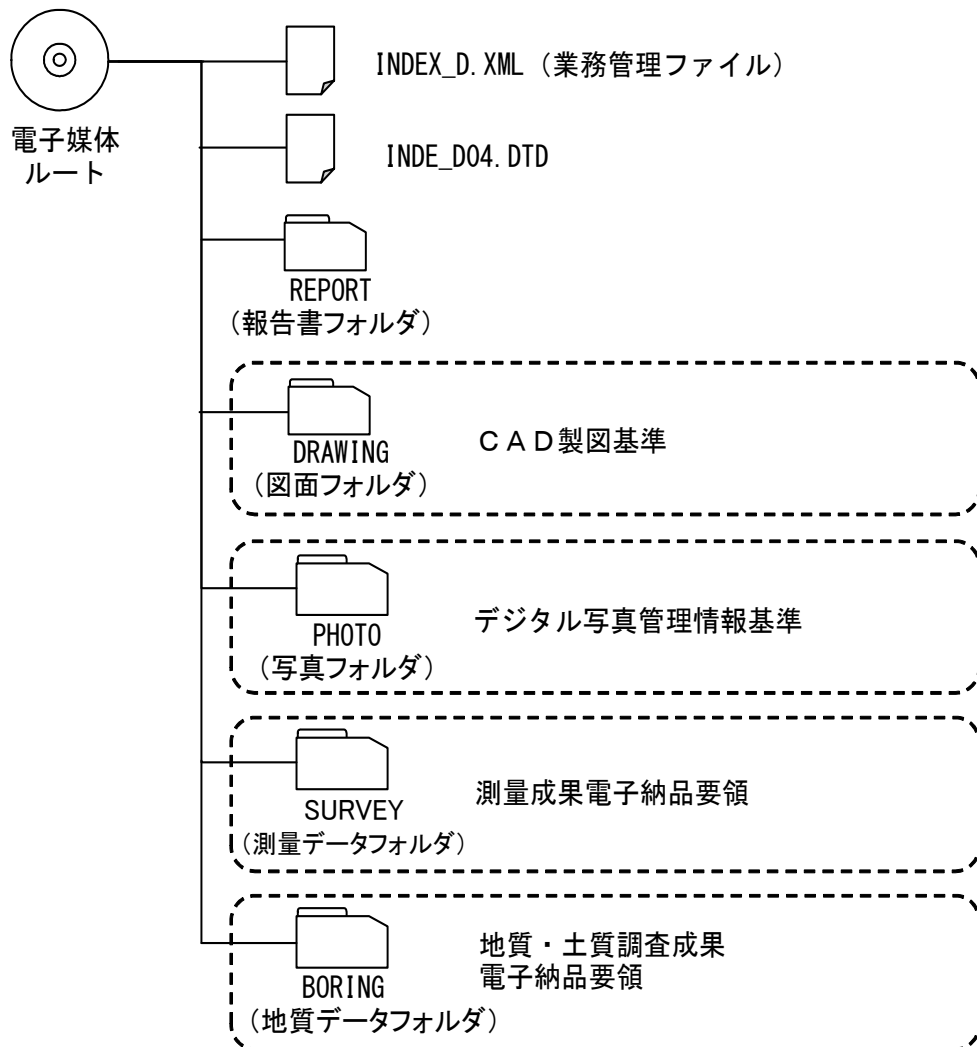 電子媒体
ルート
INDEX_D.XML（業務管理ファイル）
INDE_D04.DTD
REPORT
（報告書フォルダ）
DRAWING
（図面フォルダ）
ＣＡＤ製図基準
PHOTO
（写真フォルダ）
デジタル写真管理情報基準
SURVEY
（測量データフォルダ）
測量成果電子納品要領
BORING
（地質データフォルダ）
地質・土質調査成果
電子納品要領